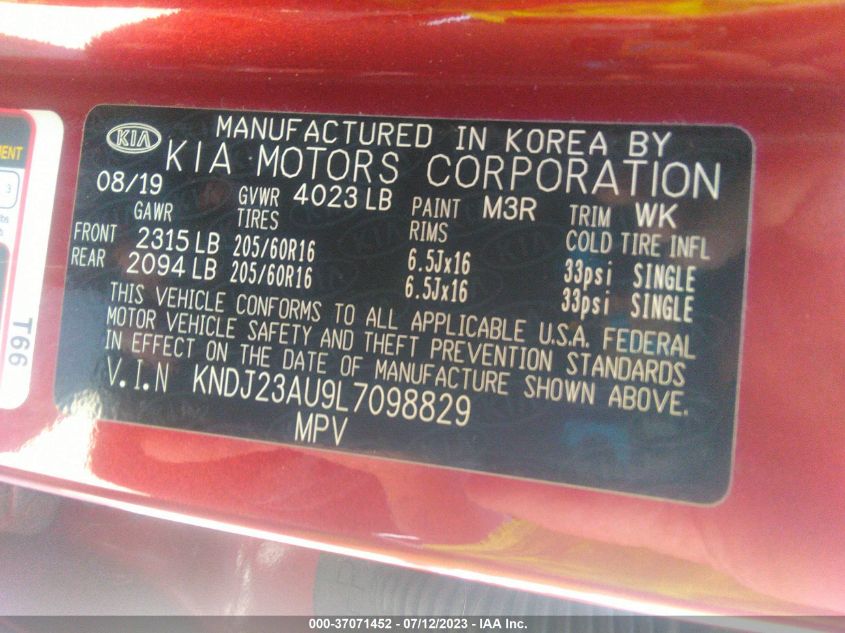 KIA
MANUFACTURED IN KOREA BY
KIA MOTORS CORPORATION
08/19 GVWR 4023 LB PAINT M3R TRIM WK
GAWR TIRES RIMS COLD TIRE INFL
FRONT 2315 LB 205/60R16 6.5Jx16 33psi SINGLE
REAR 2094 LB 205/60R16 6.5Jx16 33psi SINGLE
THIS VEHICLE CONFORMS TO ALL APPLICABLE U.S.A. FEDERAL
MOTOR VEHICLE SAFETY AND THEFT PREVENTION STANDARDS
IN EFFECT ON THE DATE OF MANUFACTURE SHOWN ABOVE.
V.I.N KNDJ23AU9L7098829
MPV
3
T66
000-37071452 - 07/12/2023 - IAA Inc.